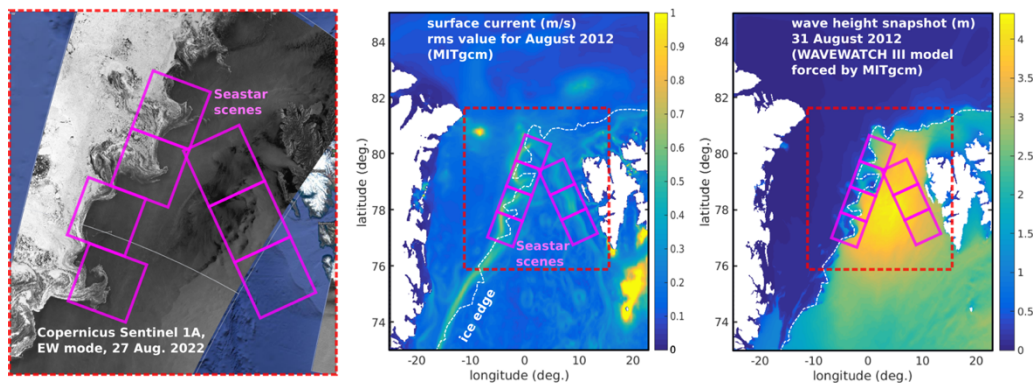 Seastar
scenes
Copernicus Sentinel 1A,
EW mode, 27 Aug. 2022
surface current (m/s)
rms value for August 2012
(MITgcm)
Seastar
scenes
ice edge
84
82
80
78
76
74
latitude (deg.)
-20
-10
0
10
20
longitude (deg.)
1
0.9
0.8
0.7
0.6
0.5
0.4
0.3
0.2
0.1
0
wave height snapshot (m)
31 August 2012
(WAVEWATCH III model
forced by MITgcm)
84
82
80
78
76
74
latitude (deg.)
-20
-10
0
10
20
longitude (deg.)
4
3.5
3
2.5
2
1.5
1
0.5
0